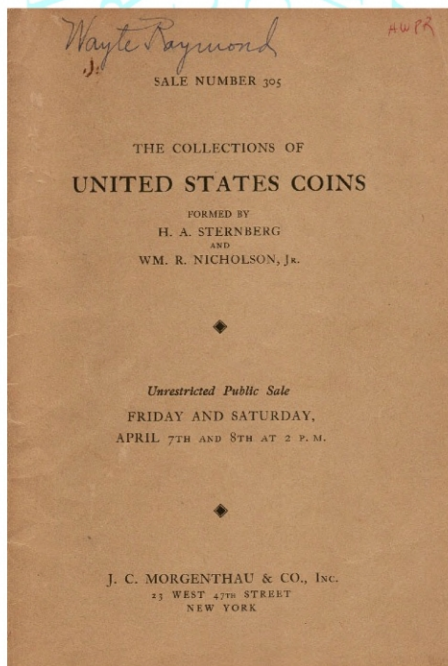 Wayte Raymond
AWPR
SALE NUMBER 305
THE COLLECTIONS OF
UNITED STATES COINS
FORMED BY
H. A. STERNBERG
AND
WM. R. NICHOLSON, JR.
Unrestricted Public Sale
FRIDAY AND SATURDAY,
APRIL 7TH AND 8TH AT 2 P. M.
J. C. MORGENTHAU & CO., INC.
23 WEST 47TH STREET
NEW YORK